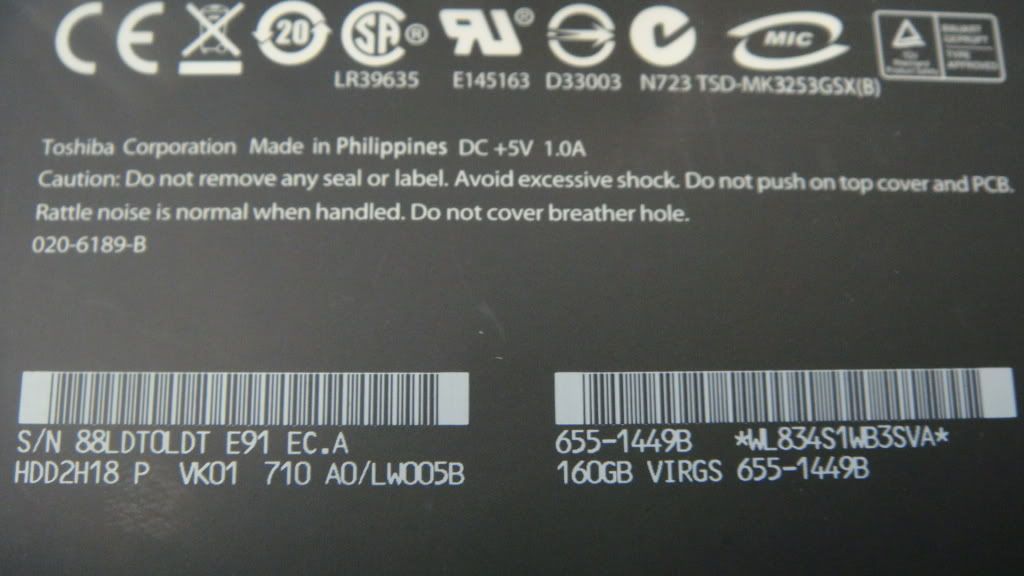 CE 20 SA ® RU ® MIC
LR39635 E145163 D33003 N723 TSD-MK3253GSX(B)
Toshiba Corporation Made in Philippines DC +5V 1.0A
Caution: Do not remove any seal or label. Avoid excessive shock. Do not push on top cover and PCB.
Rattle noise is normal when handled. Do not cover breather hole.
020-6189-B
S/N 88LDT0LDT E91 EC.A
HDD2H18 P VK01 710 A0/LW005B
655-1449B *WL834S1WB3SVA*
160GB VIRGS 655-1449B